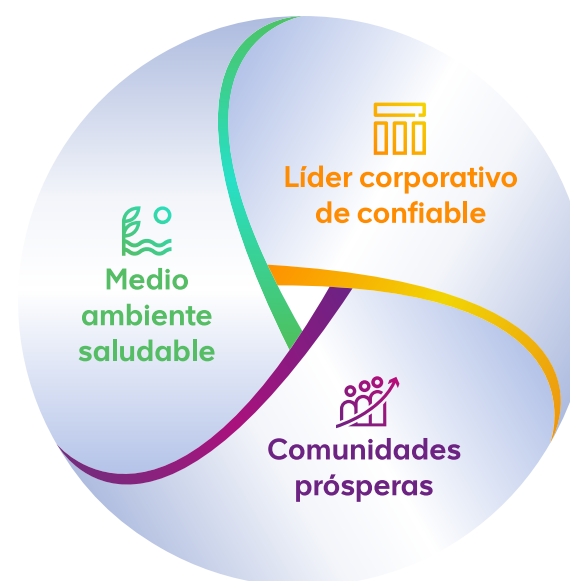 Líder corporativo
de confiable
Medio
ambiente
saludable
Comunidades
prósperas